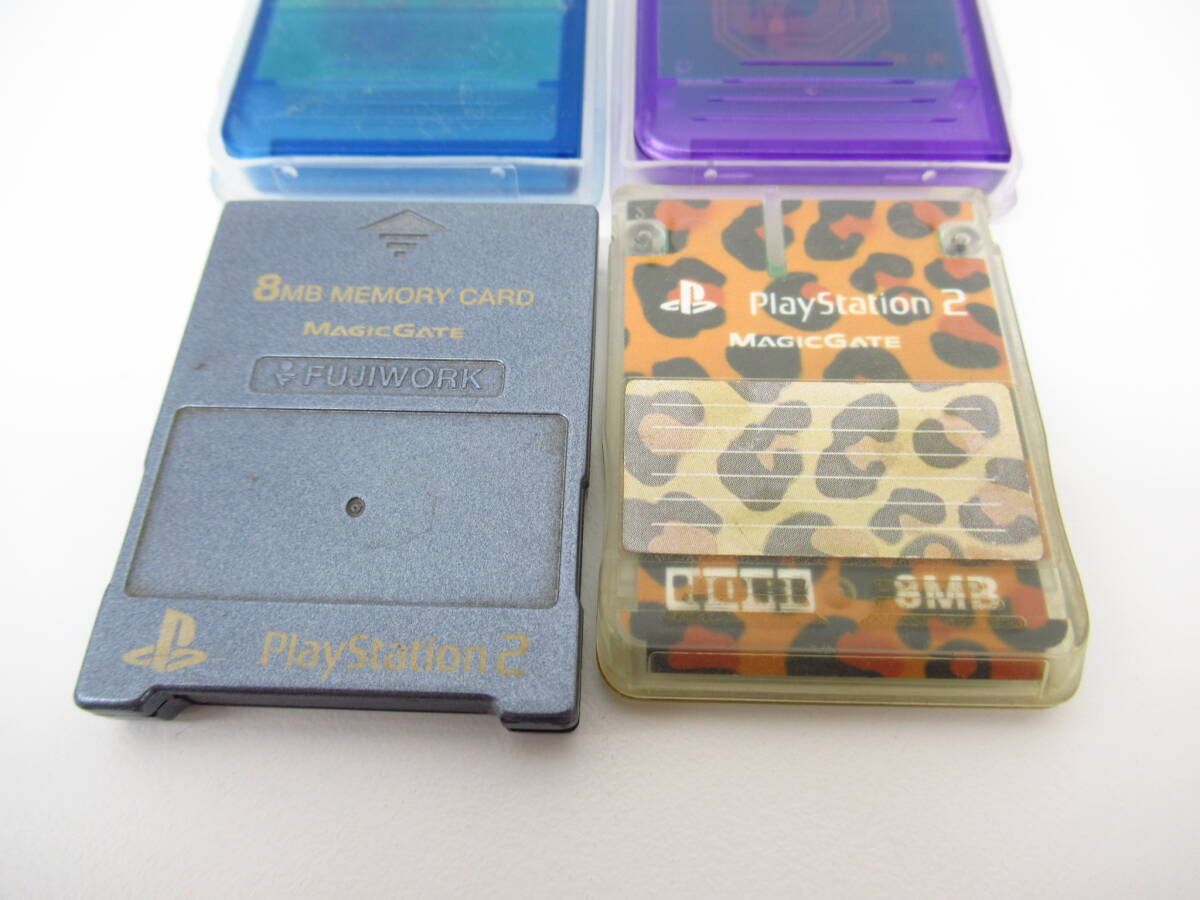 8MB MEMORY CARD
MAGICGATE
FUJIWORK
PlayStation 2
PlayStation 2
MAGICGATE
HORI 8MB